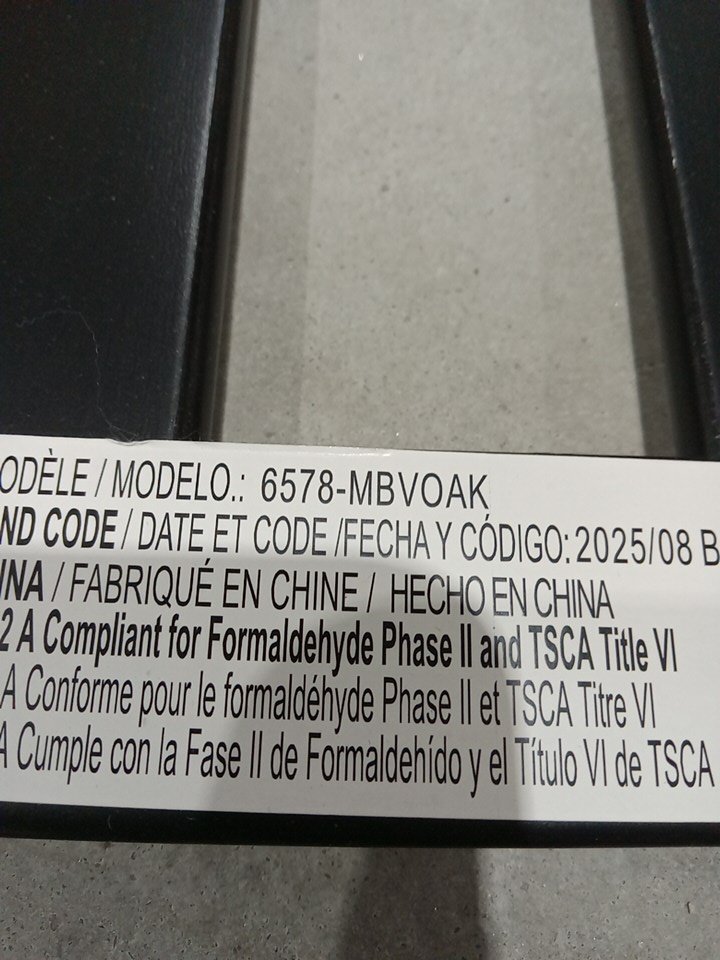 ODÈLE / MODELO.: 6578-MBVOAK
ND CODE / DATE ET CODE /FECHA Y CÓDIGO: 2025/08 B
INA / FABRIQUÉ EN CHINE / HECHO EN CHINA
2 A Compliant for Formaldehyde Phase II and TSCA Title VI
A Conforme pour le formaldéhyde Phase II et TSCA Titre VI
A Cumple con la Fase II de Formaldehído y el Título VI de TSCA